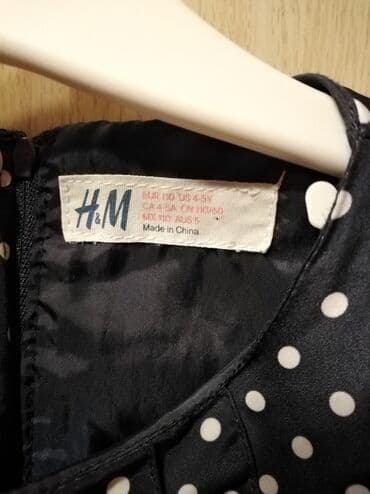 H&M
EUR 110 US 4-5Y
CA 4-5A CN 110/60
MX 110 AUS 5
Made in China